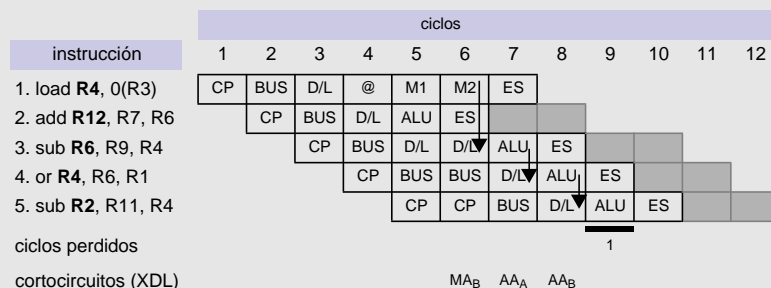 ciclos
instrucción 1 2 3 4 5 6 7 8 9 10 11 12
1. load R4, 0(R3) CP BUS D/L @ M1 M2 ES
2. add R12, R7, R6 CP BUS D/L ALU ES
3. sub R6, R9, R4 CP BUS D/L D/L ALU ES
4. or R4, R6, R1 CP BUS BUS D/L ALU ES
5. sub R2, R11, R4 CP CP BUS D/L ALU ES
ciclos perdidos 1
cortocircuitos (XDL) MAB AAA AAB